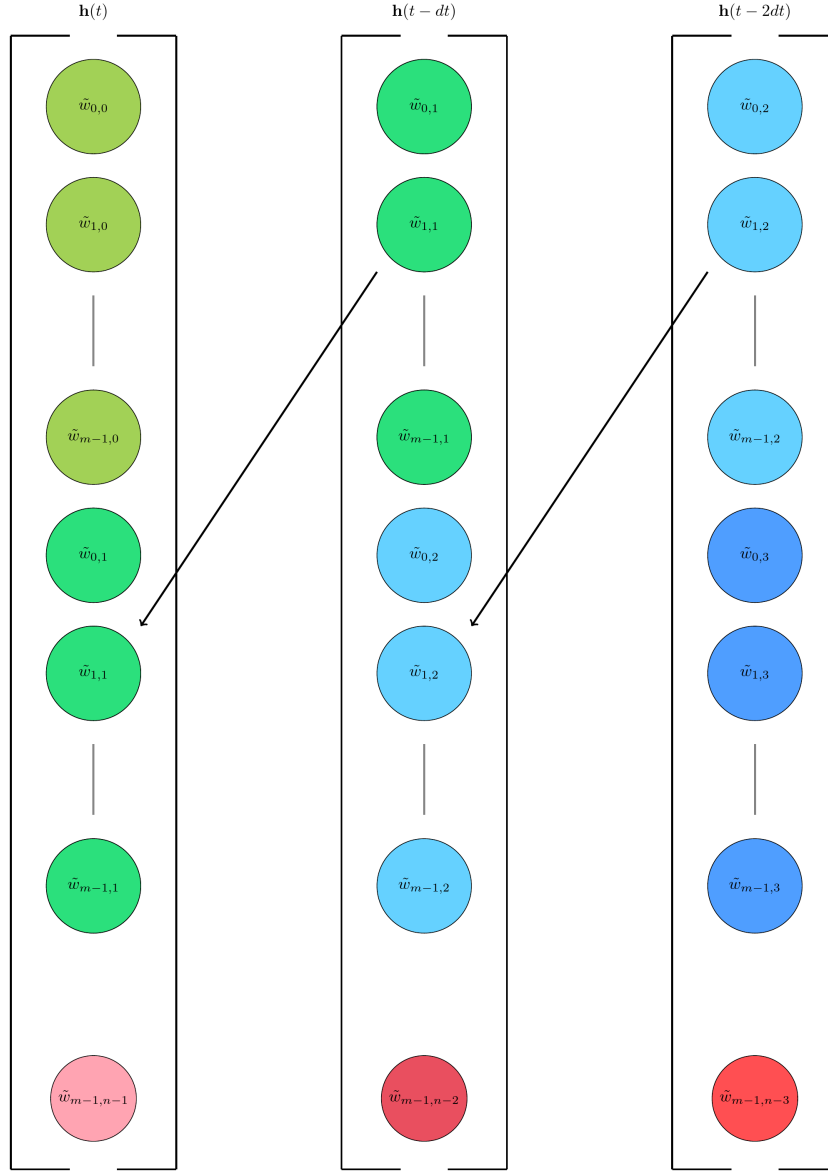 h(t) h(t − dt) h(t − 2dt)
w̃0,0 w̃0,1 w̃0,2
w̃1,0 w̃1,1 w̃1,2
w̃m−1,0 w̃m−1,1 w̃m−1,2
w̃0,1 w̃0,2 w̃0,3
w̃1,1 w̃1,2 w̃1,3
w̃m−1,1 w̃m−1,2 w̃m−1,3
w̃m−1,n−1 w̃m−1,n−2 w̃m−1,n−3